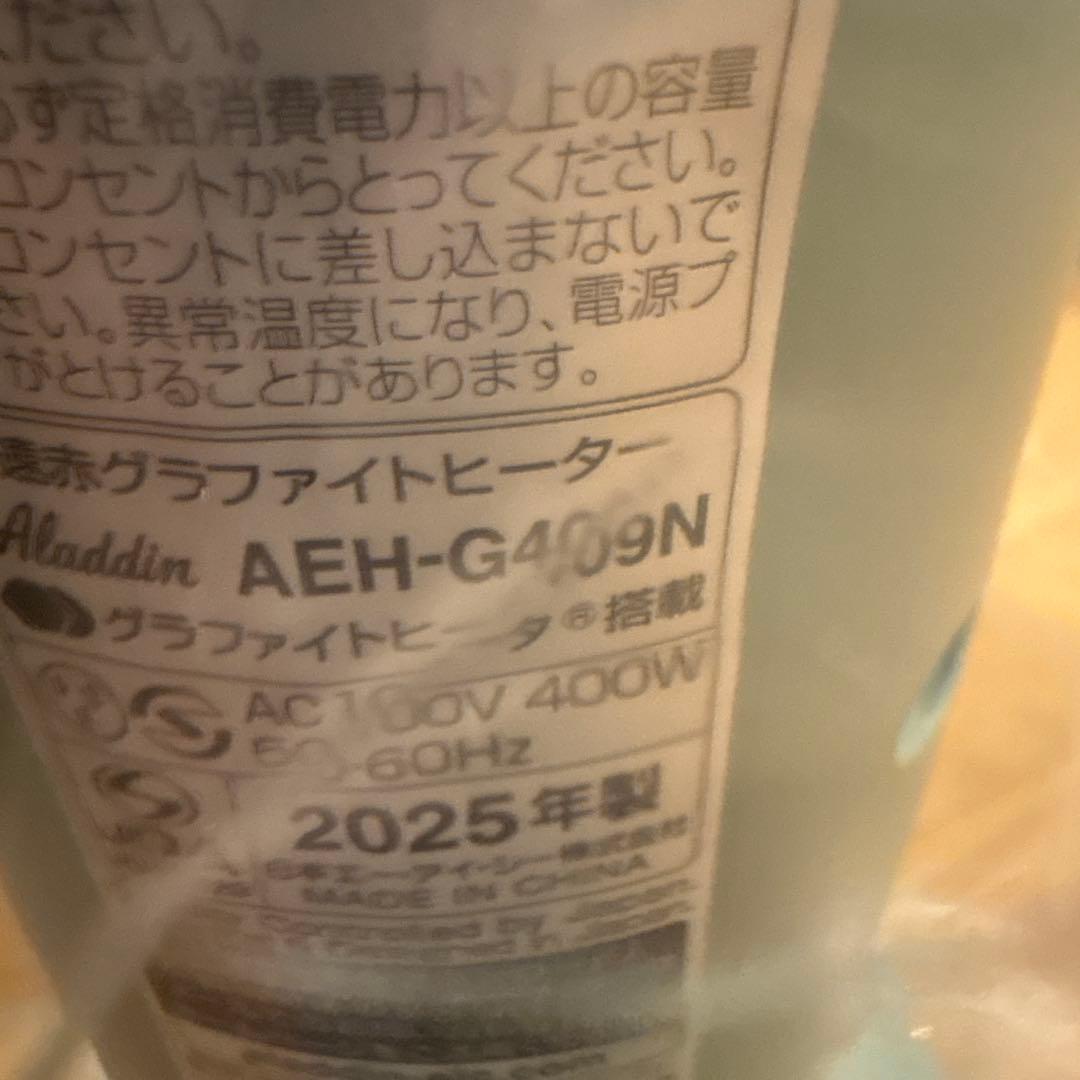 ださい。
ず定格消費電力以上の容量
コンセントからとってください。
コンセントに差し込まないで
さい。異常温度になり、電源プ
がとけることがあります。
遠赤グラファイトヒーター
Aladdin AEH-G409N
グラファイトヒータ®搭載
AC100V 400W
50-60Hz
2025年製
日本エー・アイ・シー株式会社
MADE IN CHINA